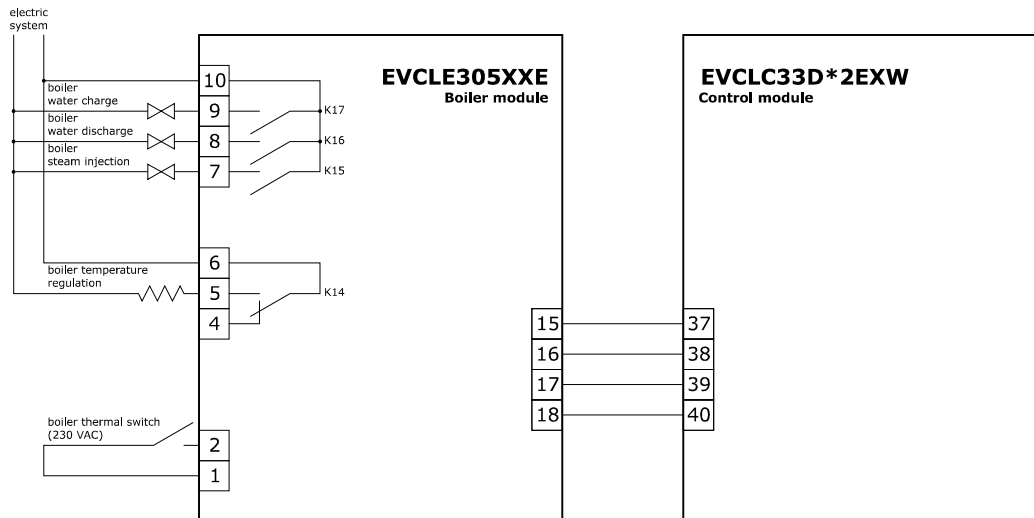 electric
system
10
EVCLE305XXE
Boiler module
EVCLC33D*2EXW
Control module
boiler
water charge
9
K17
boiler
water discharge
8
K16
boiler
steam injection
7
K15
6
boiler temperature
regulation
5
K14
4
15
37
16
38
17
39
18
40
boiler thermal switch
(230 VAC)
2
1